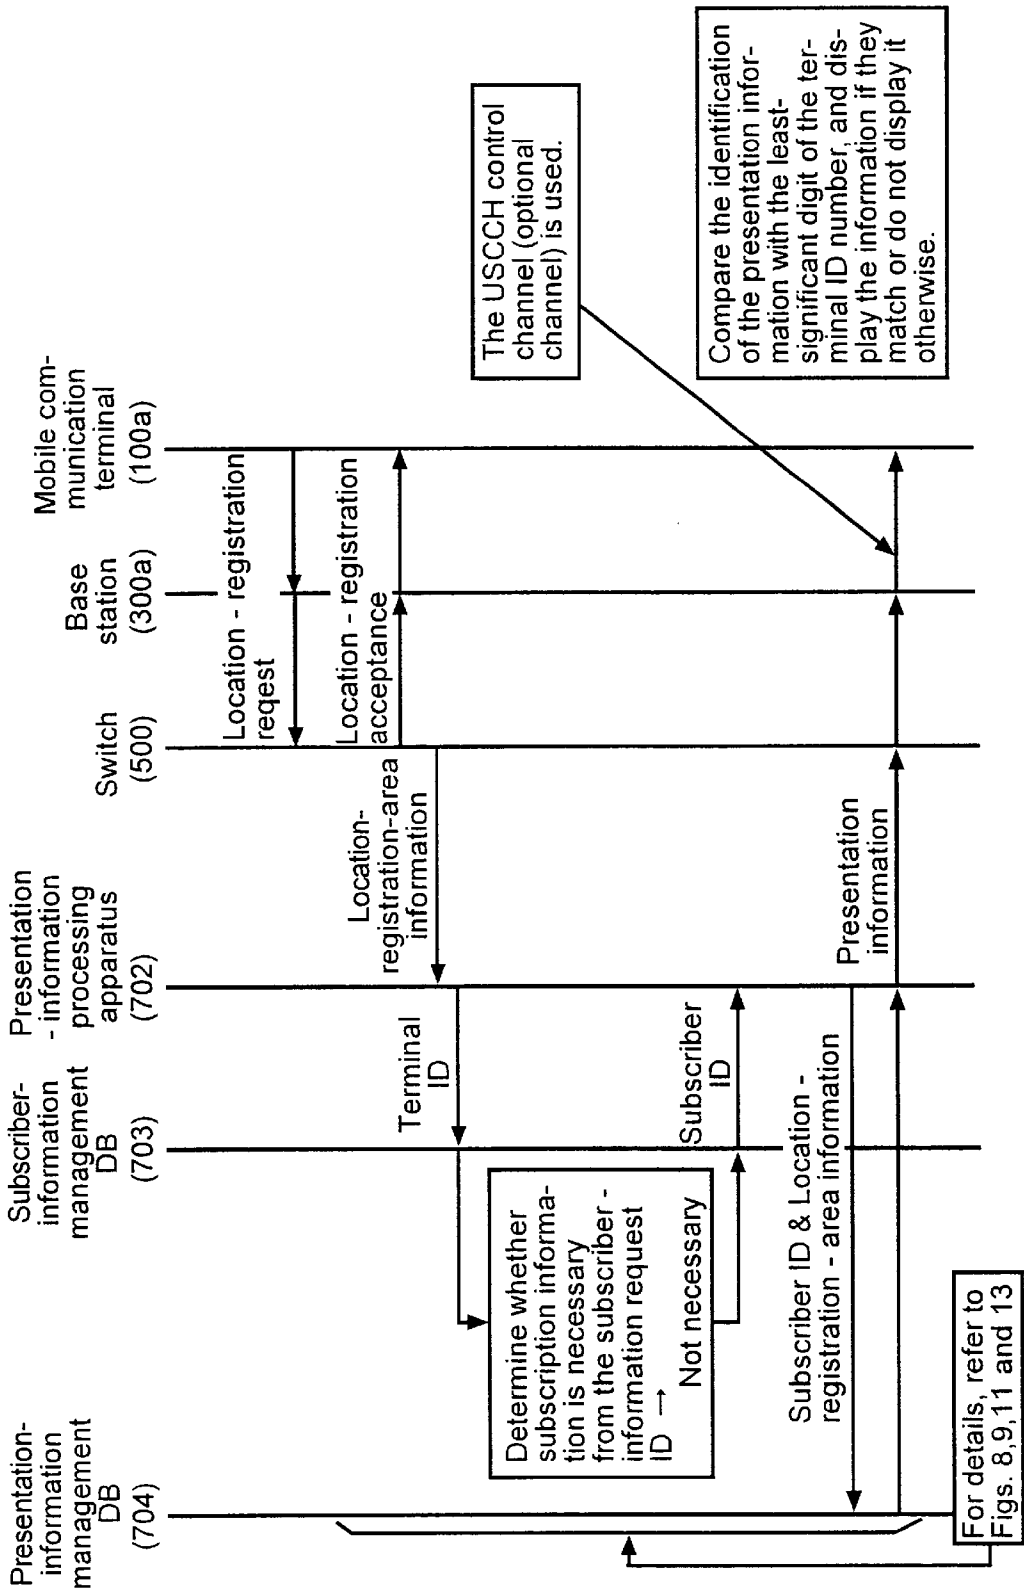 Presentation-
information
management
DB
(704)
Subscriber-
information
management
DB
(703)
Presentation
- information
processing
apparatus
(702)
Switch
(500)
Base
station
(300a)
Mobile com-
munication
terminal
(100a)
Location - registration
reqest
Location - registration
acceptance
Location-
registration-area
information
Terminal
ID
Determine whether
subscription informa-
tion is necessary
from the subscriber -
information request
ID →
Not necessary
Subscriber
ID
Subscriber ID & Location -
registration - area information
Presentation
information
The USCCH control
channel (optional
channel) is used.
Compare the identification
of the presentation infor-
mation with the least-
significant digit of the ter-
minal ID number, and dis-
play the information if they
match or do not display it
otherwise.
For details, refer to
Figs. 8,9,11 and 13